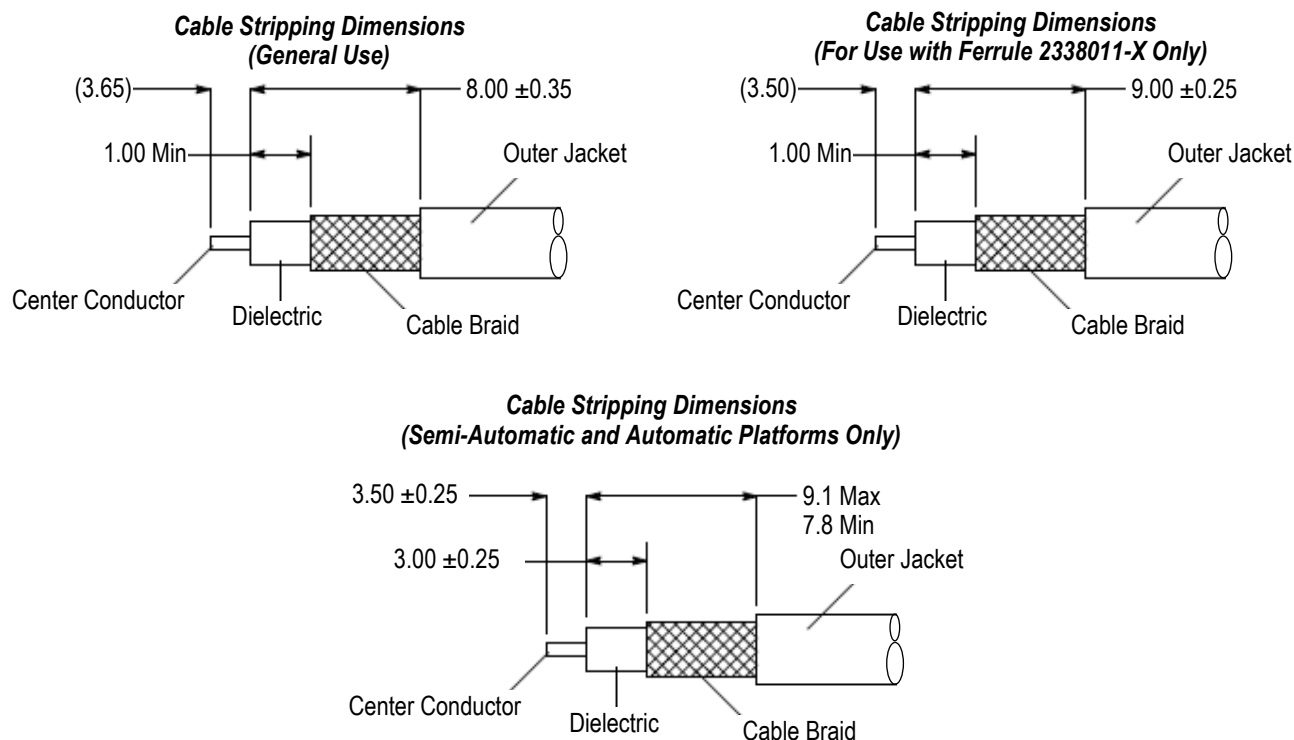 Cable Stripping Dimensions
(General Use)
(3.65)
8.00 ±0.35
1.00 Min
Outer Jacket
Center Conductor
Dielectric
Cable Braid
Cable Stripping Dimensions
(For Use with Ferrule 2338011-X Only)
(3.50)
9.00 ±0.25
1.00 Min
Outer Jacket
Center Conductor
Dielectric
Cable Braid
Cable Stripping Dimensions
(Semi-Automatic and Automatic Platforms Only)
3.50 ±0.25
9.1 Max
7.8 Min
3.00 ±0.25
Outer Jacket
Center Conductor
Dielectric
Cable Braid